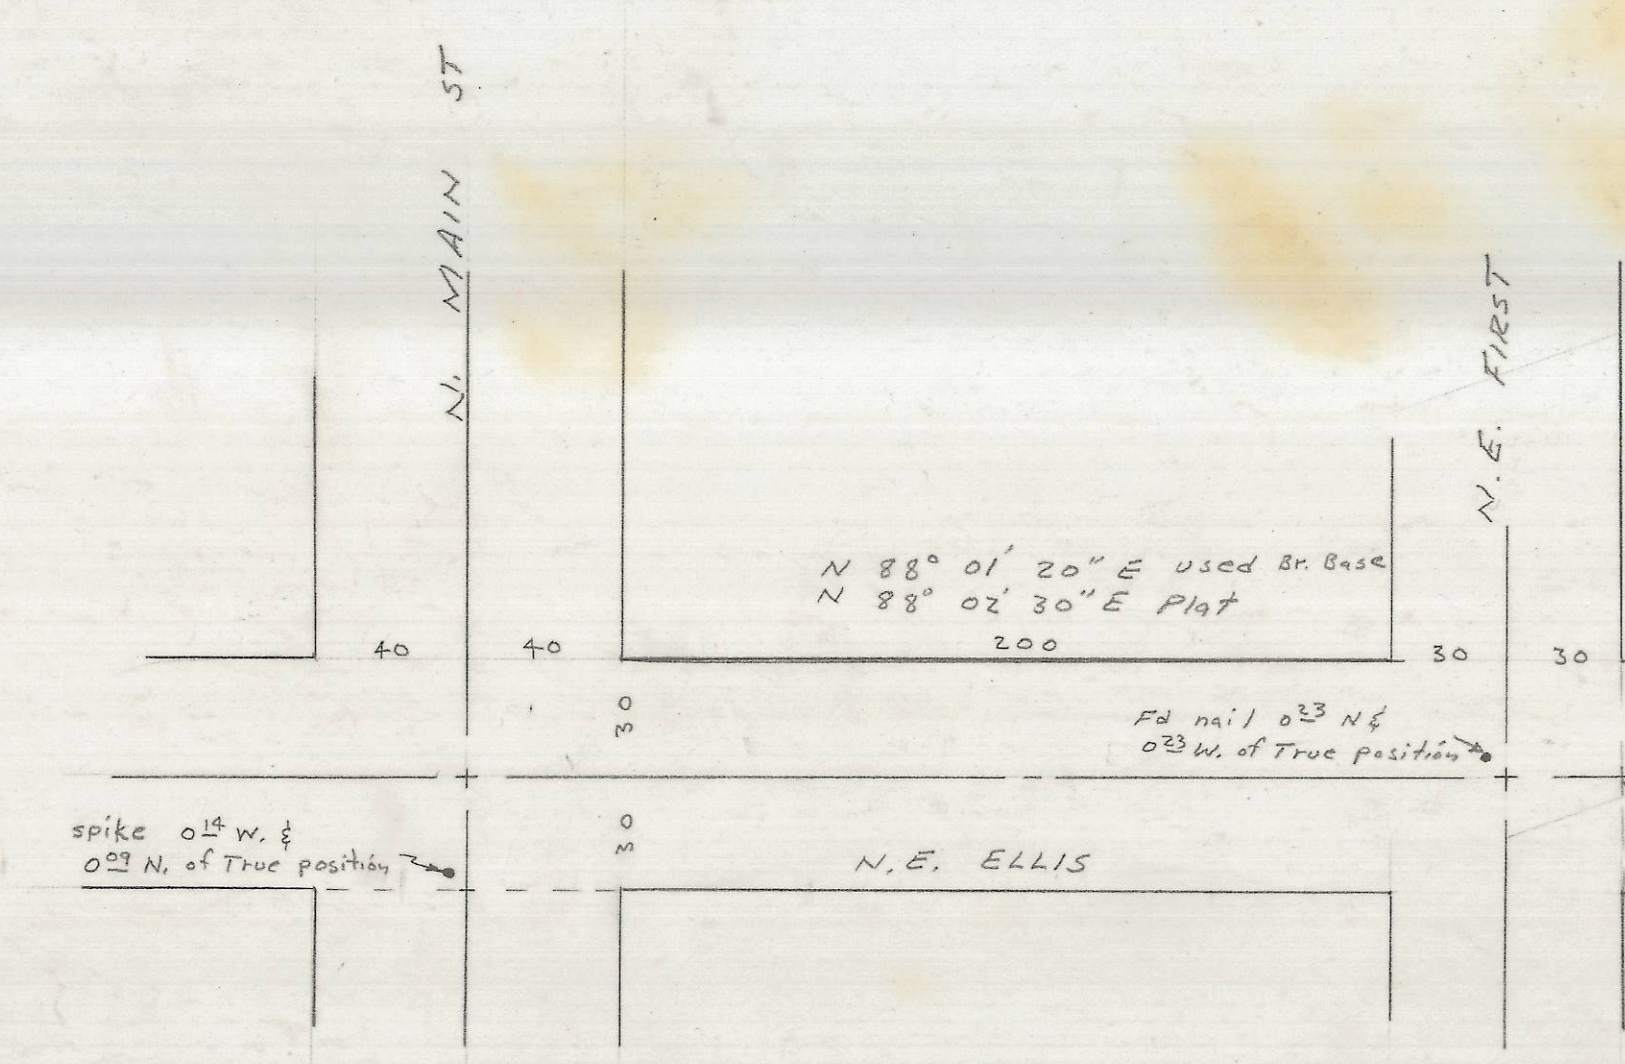 N. MAIN ST
N.E. FIRST
N 88° 01' 20" E used Br. Base
N 88° 02' 30" E Plat
200
40
40
30
30
30
Fd nail 0 23 N &
0 23 W. of True position
spike 0 14 W. &
0 09 N. of True position
30
N.E. ELLIS